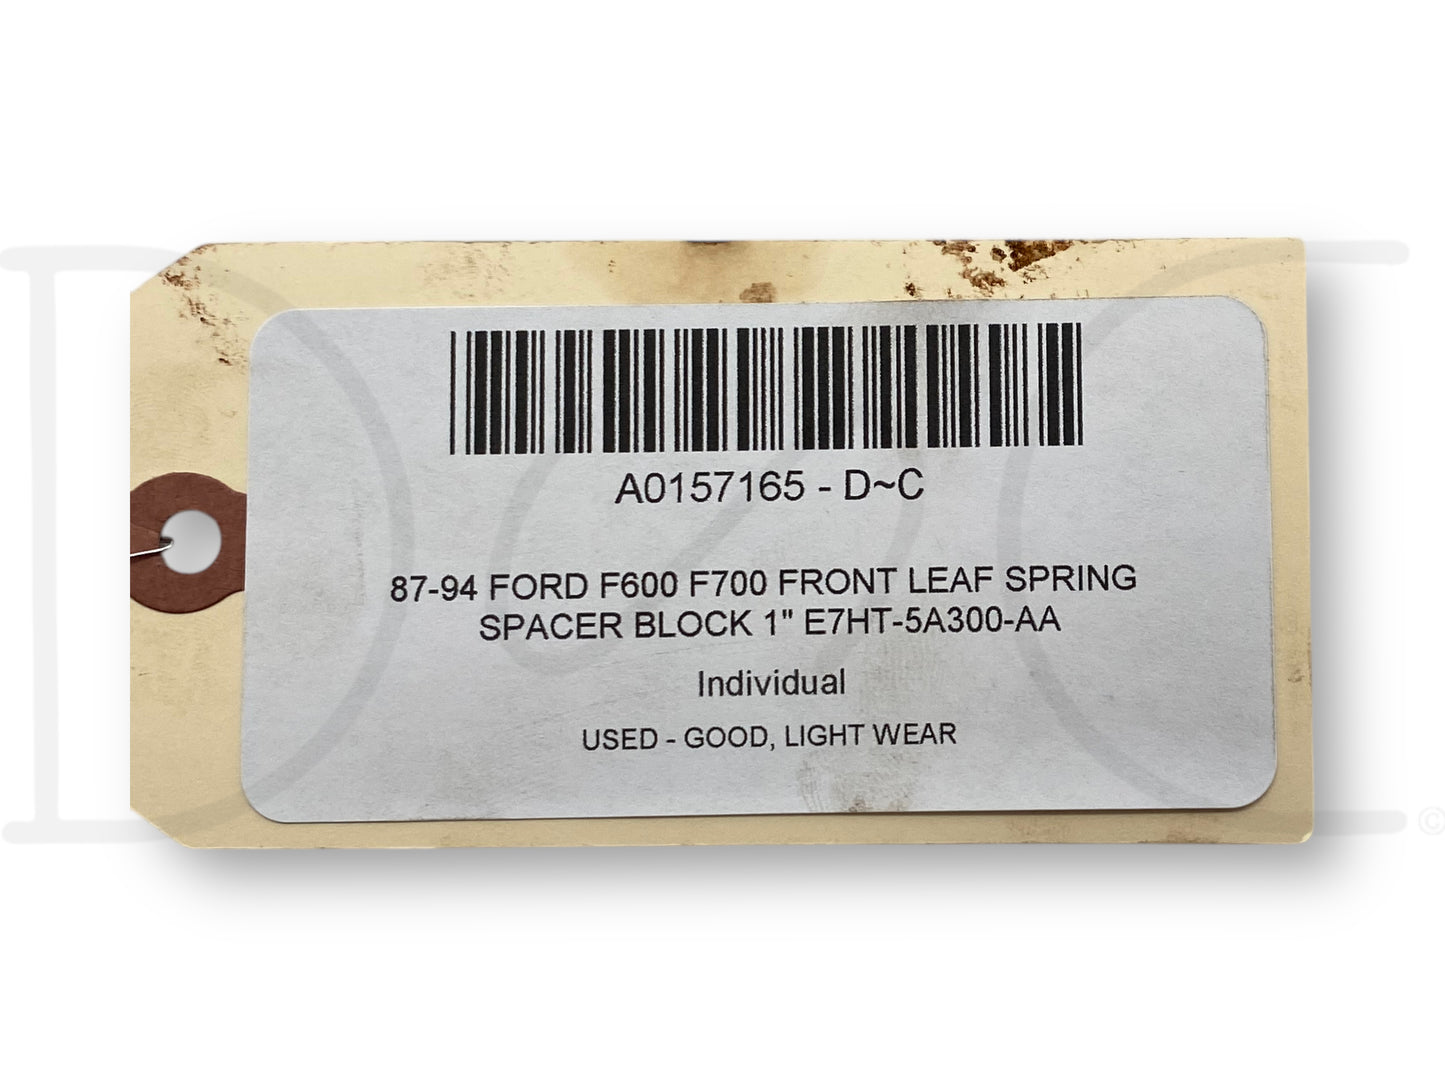 A0157165 - D~C
87-94 FORD F600 F700 FRONT LEAF SPRING
SPACER BLOCK 1" E7HT-5A300-AA
Individual
USED - GOOD, LIGHT WEAR
D~C
©